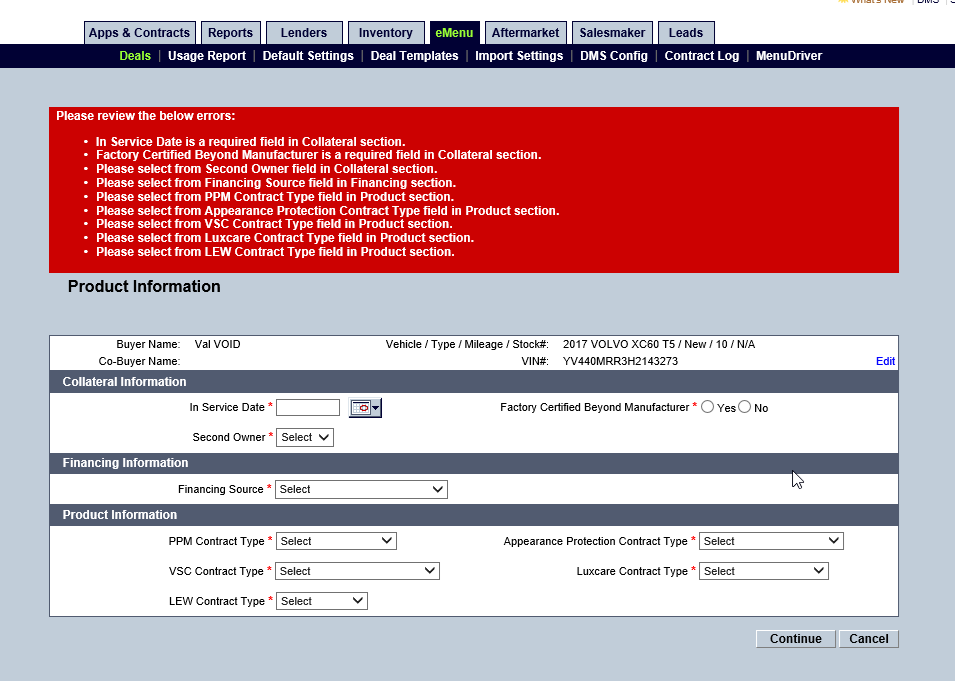 What's New DMS
Apps & Contracts Reports Lenders Inventory eMenu Aftermarket Salesmaker Leads
Deals | Usage Report | Default Settings | Deal Templates | Import Settings | DMS Config | Contract Log | MenuDriver
Please review the below errors:
• In Service Date is a required field in Collateral section.
• Factory Certified Beyond Manufacturer is a required field in Collateral section.
• Please select from Second Owner field in Collateral section.
• Please select from Financing Source field in Financing section.
• Please select from PPM Contract Type field in Product section.
• Please select from Appearance Protection Contract Type field in Product section.
• Please select from VSC Contract Type field in Product section.
• Please select from Luxcare Contract Type field in Product section.
• Please select from LEW Contract Type field in Product section.
Product Information
Buyer Name: Val VOID Vehicle / Type / Mileage / Stock#: 2017 VOLVO XC60 T5 / New / 10 / N/A
Co-Buyer Name: VIN#: YV440MRR3H2143273 Edit
Collateral Information
In Service Date * Factory Certified Beyond Manufacturer * Yes No
Second Owner * Select
Financing Information
Financing Source * Select
Product Information
PPM Contract Type * Select Appearance Protection Contract Type * Select
VSC Contract Type * Select Luxcare Contract Type * Select
LEW Contract Type * Select
Continue Cancel